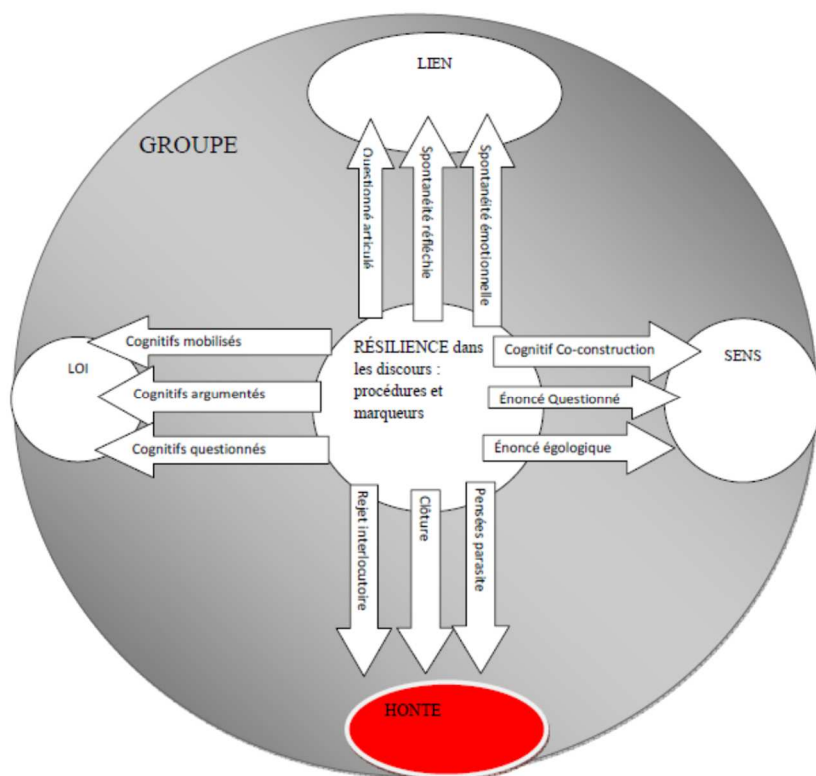 LIEN
GROUPE
Questionné articulé
Spontanéité réfléchie
Spontanéité émotionnelle
Cognitifs mobilisés
LOI
Cognitifs argumentés
Cognitifs questionnés
RÉSILIENCE dans
les discours :
procédures et
marqueurs
Cognitif Co-construction
SENS
Énoncé Questionné
Énoncé égologique
Rejet interlocutoire
Clôture
Pensées parasite
HONTE